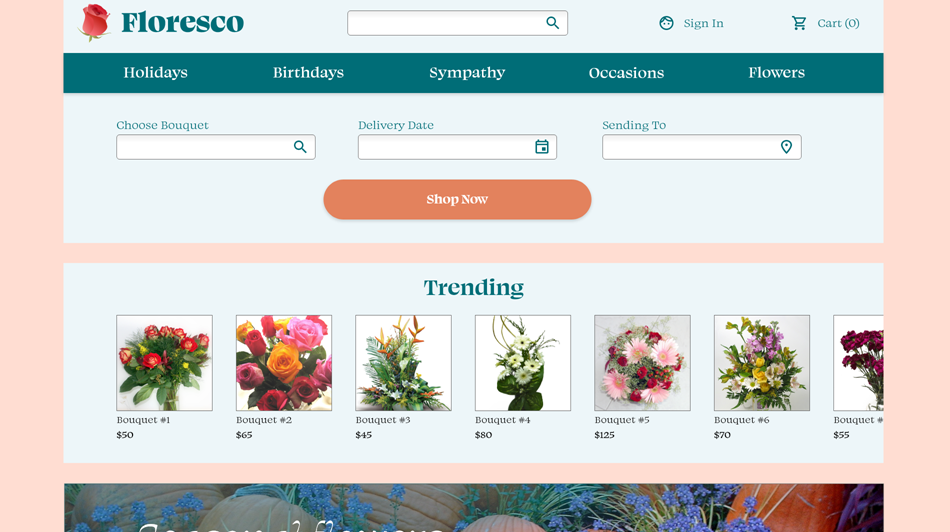 Floresco
Sign In
Cart (0)
Holidays Birthdays Sympathy Occasions Flowers
Choose Bouquet Delivery Date Sending To
Shop Now
Trending
Bouquet #1 Bouquet #2 Bouquet #3 Bouquet #4 Bouquet #5 Bouquet #6 Bouquet #
$50 $65 $45 $80 $125 $70 $55